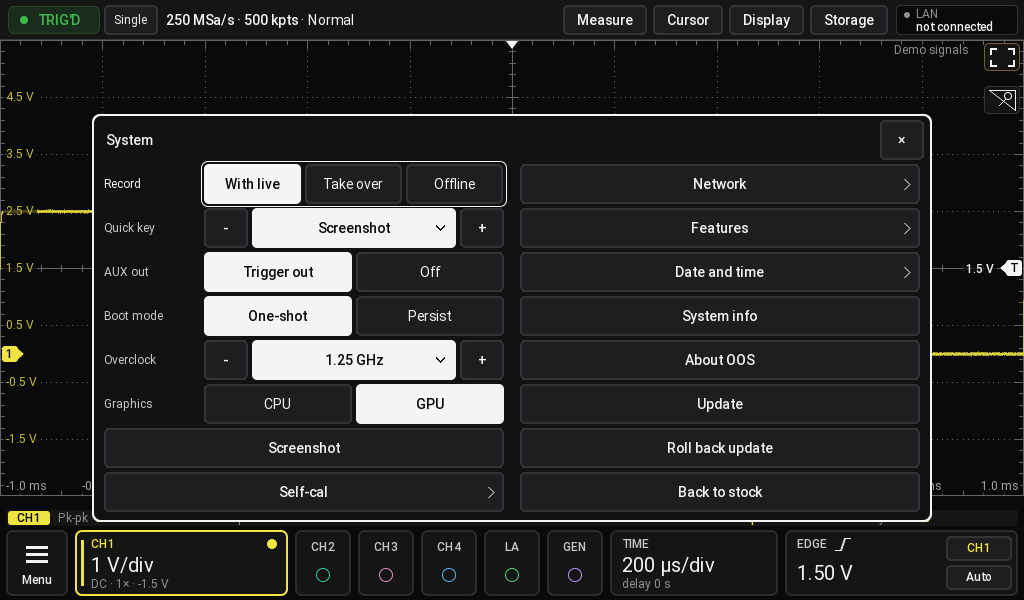 TRIG'D
Single
250 MSa/s · 500 kpts · Normal
Measure
Cursor
Display
Storage
LAN
not connected
Demo signals
4.5 V
3.5 V
2.5 V
1.5 V
0.5 V
-0.5 V
-1.5 V
1
1.5 V
T
-1.0 ms
1.0 ms
System
×
Record
With live
Take over
Offline
Network
Quick key
-
Screenshot
+
Features
AUX out
Trigger out
Off
Date and time
Boot mode
One-shot
Persist
System info
Overclock
-
1.25 GHz
+
About OOS
Graphics
CPU
GPU
Update
Screenshot
Roll back update
Self-cal
Back to stock
CH1
Pk-pk
Menu
CH1
1 V/div
DC · 1× · -1.5 V
CH2
CH3
CH4
LA
GEN
TIME
200 µs/div
delay 0 s
EDGE
1.50 V
CH1
Auto